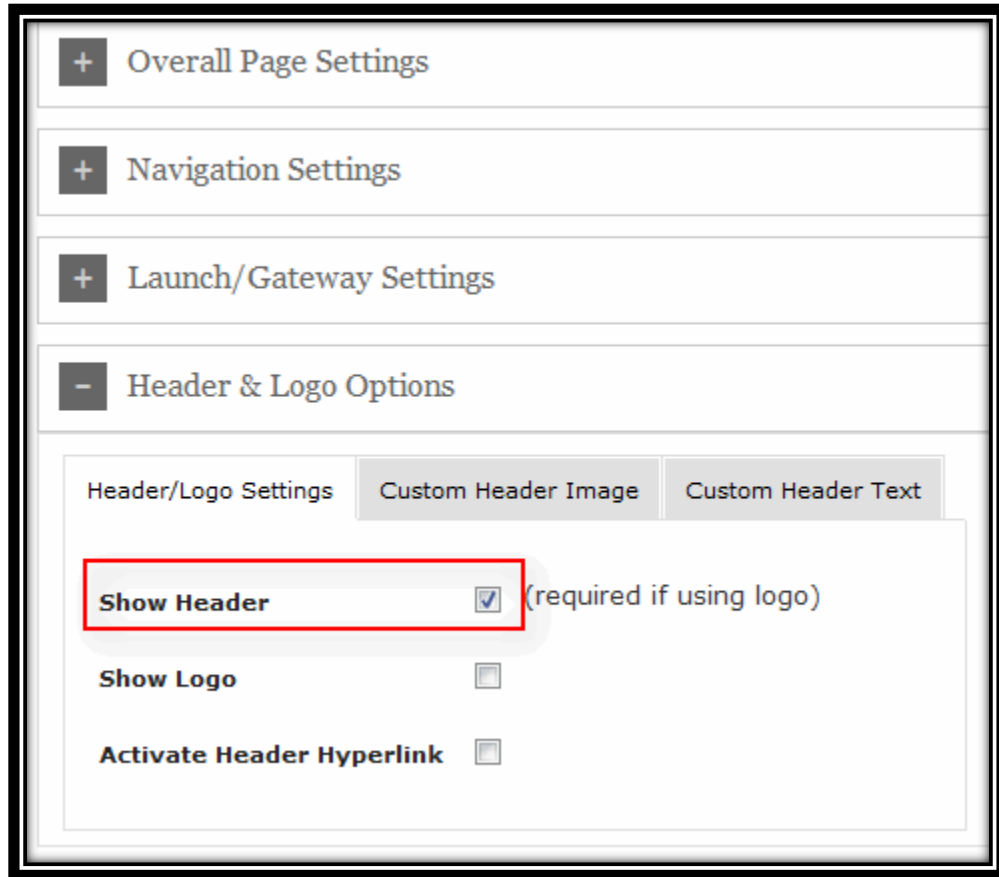 + Overall Page Settings
+ Navigation Settings
+ Launch/Gateway Settings
- Header & Logo Options
Header/Logo Settings Custom Header Image Custom Header Text
Show Header (required if using logo)
Show Logo
Activate Header Hyperlink